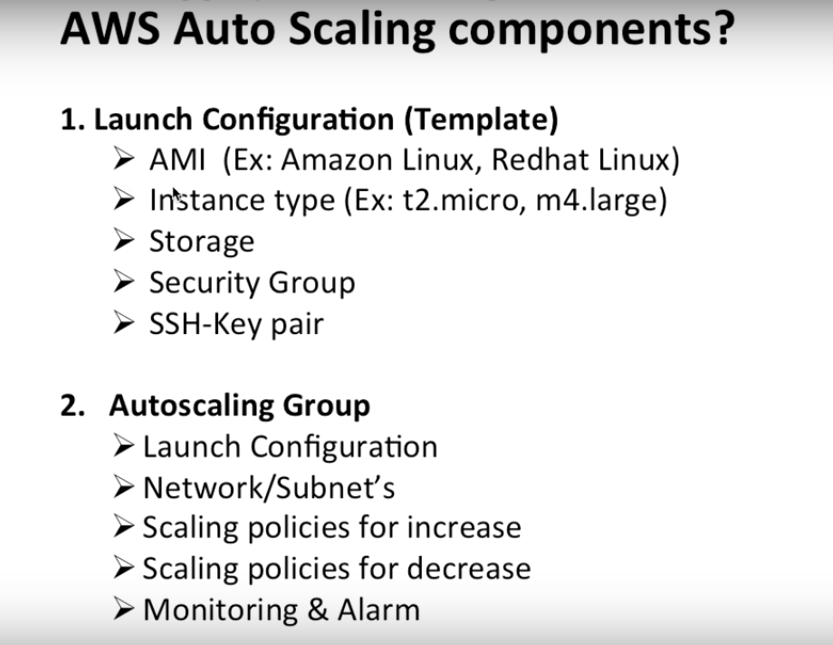 AWS Auto Scaling components?
1. Launch Configuration (Template)
➢ AMI (Ex: Amazon Linux, Redhat Linux)
➢ Instance type (Ex: t2.micro, m4.large)
➢ Storage
➢ Security Group
➢ SSH-Key pair
2. Autoscaling Group
➢ Launch Configuration
➢ Network/Subnet’s
➢ Scaling policies for increase
➢ Scaling policies for decrease
➢ Monitoring & Alarm